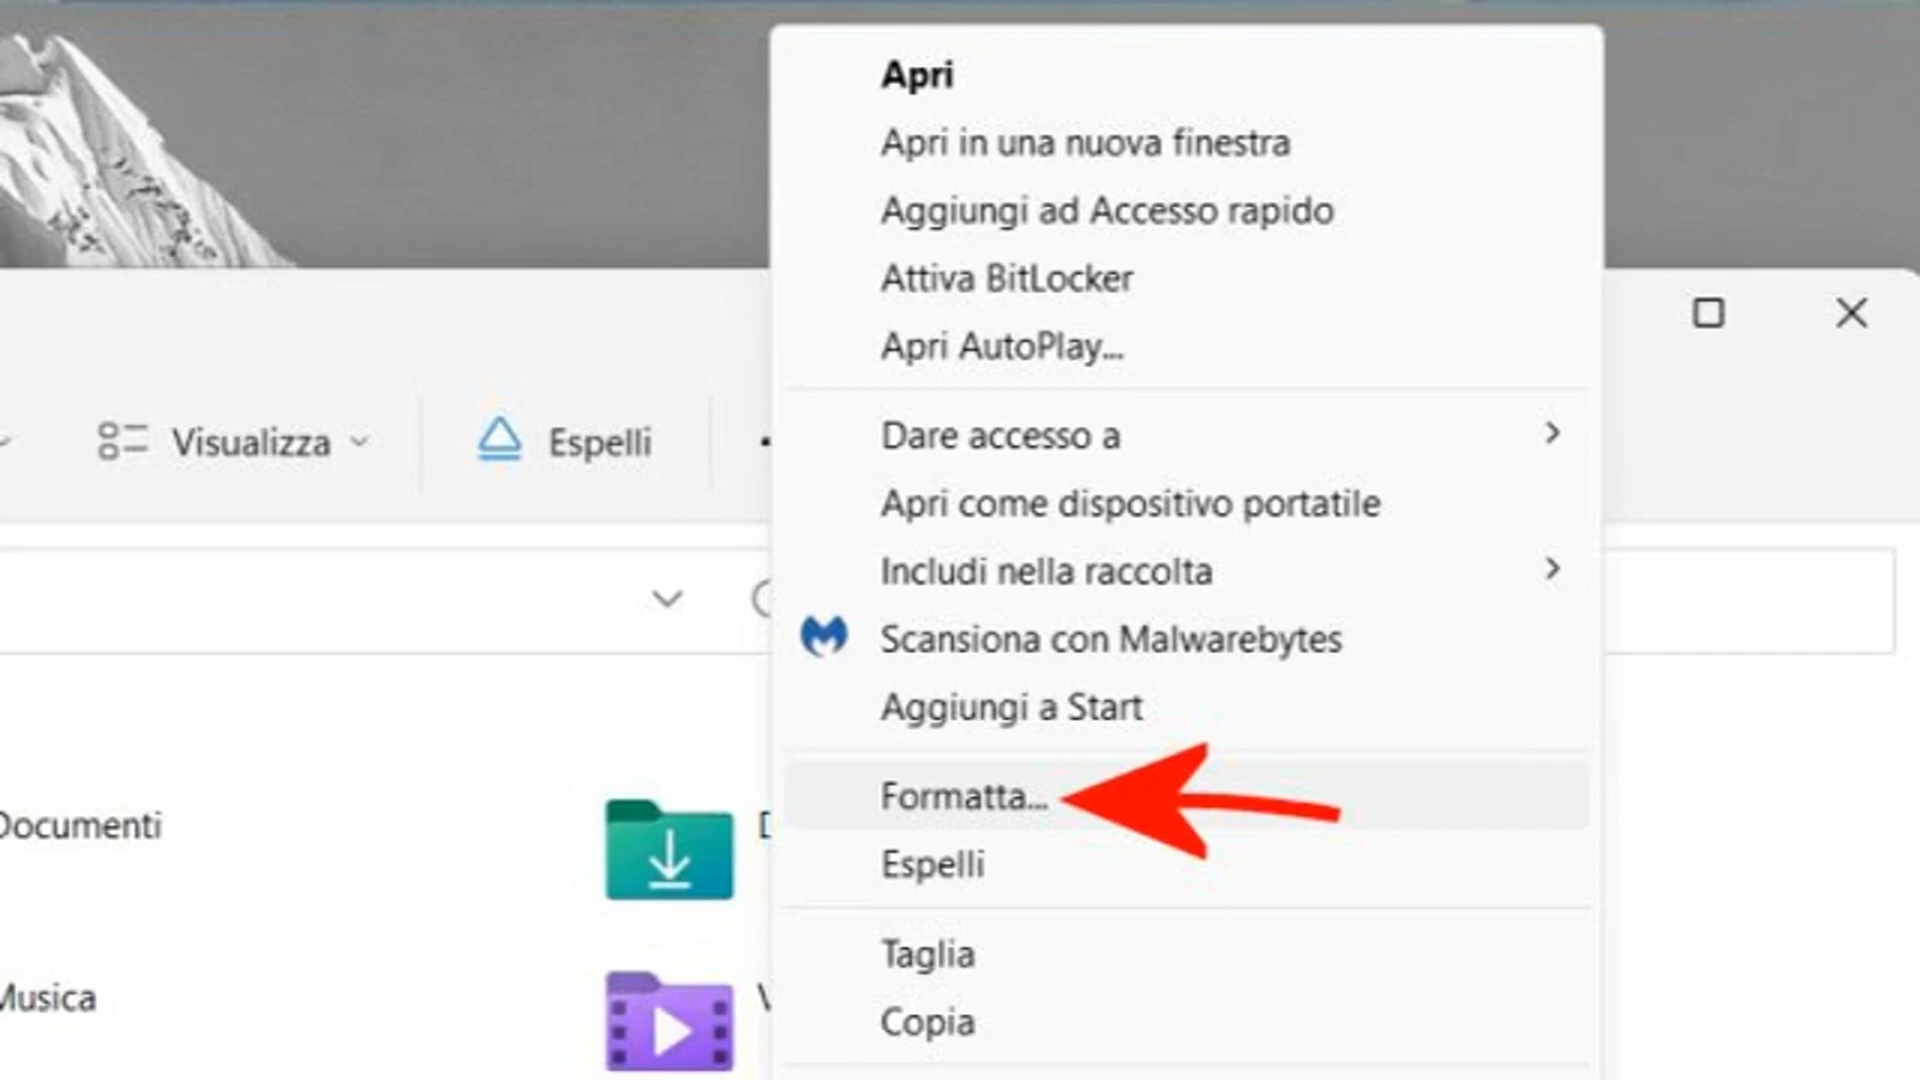 Apri
Apri in una nuova finestra
Aggiungi ad Accesso rapido
Attiva BitLocker
Apri AutoPlay...
Visualizza
Espelli
Dare accesso a
Apri come dispositivo portatile
Includi nella raccolta
Scansiona con Malwarebytes
Aggiungi a Start
Formatta...
Documenti
Espelli
Taglia
Musica
Copia